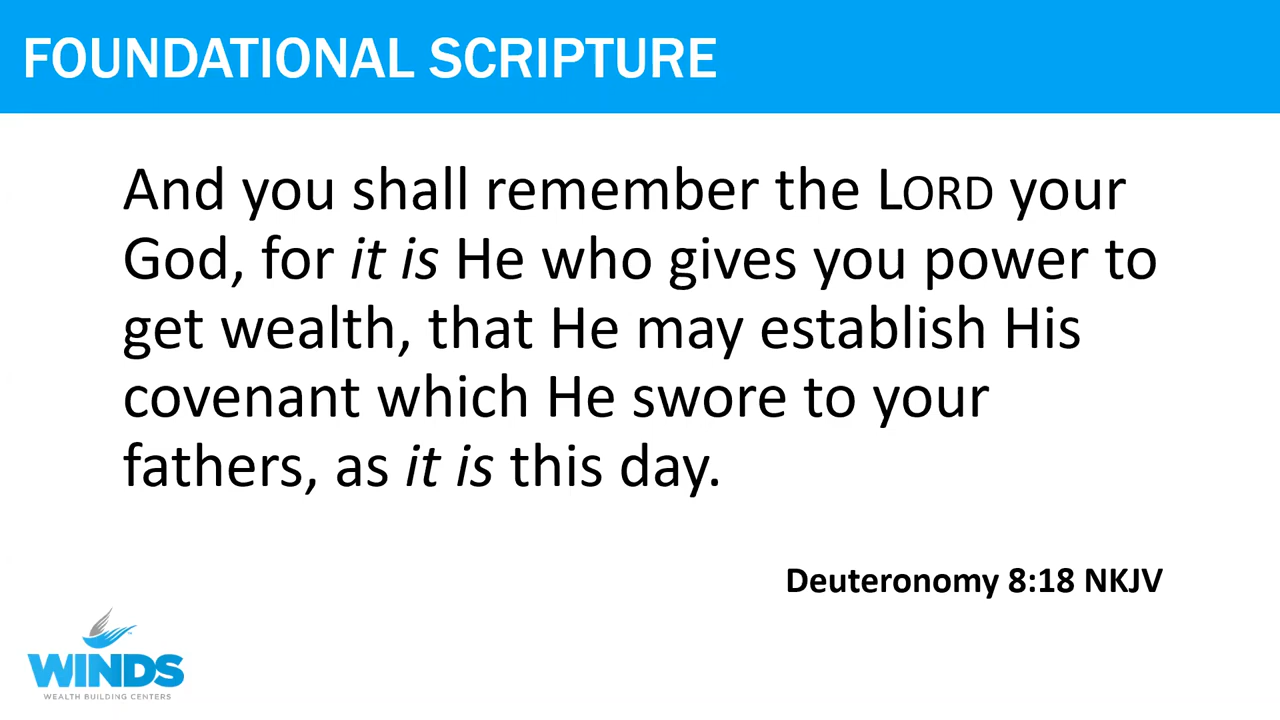 FOUNDATIONAL SCRIPTURE
And you shall remember the LORD your
God, for it is He who gives you power to
get wealth, that He may establish His
covenant which He swore to your
fathers, as it is this day.
Deuteronomy 8:18 NKJV
WINDS
WEALTH BUILDING CENTERS